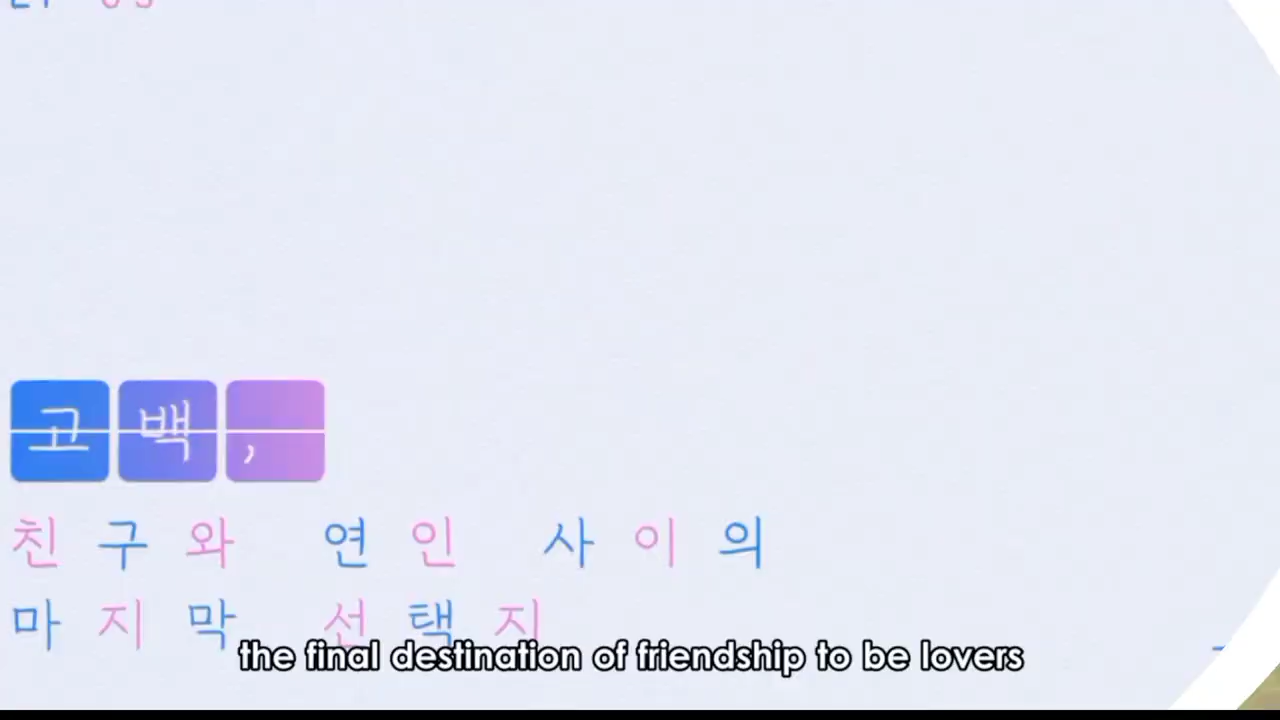 고백,
친구와 연인 사이의
마지막 선택지
the final destination of friendship to be lovers